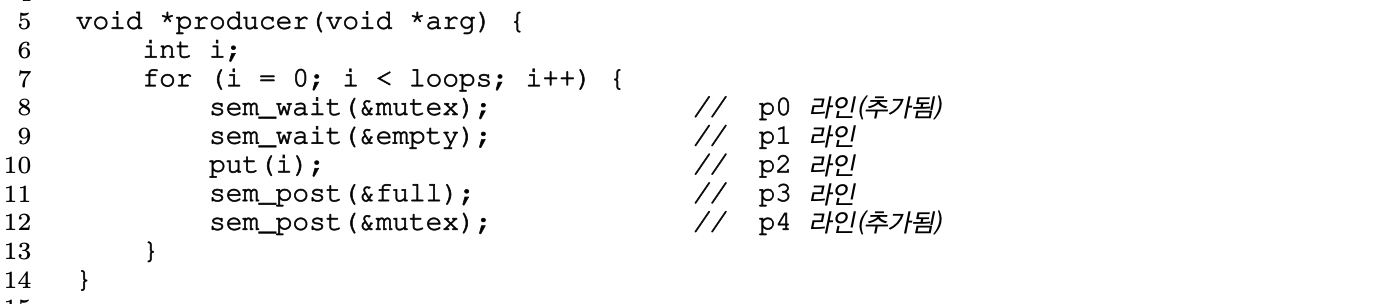 5 void *producer(void *arg) {
6 int i;
7 for (i = 0; i < loops; i++) {
8 sem_wait(&mutex); // p0 라인(추가됨)
9 sem_wait(&empty); // p1 라인
10 put(i); // p2 라인
11 sem_post(&full); // p3 라인
12 sem_post(&mutex); // p4 라인(추가됨)
13 }
14 }